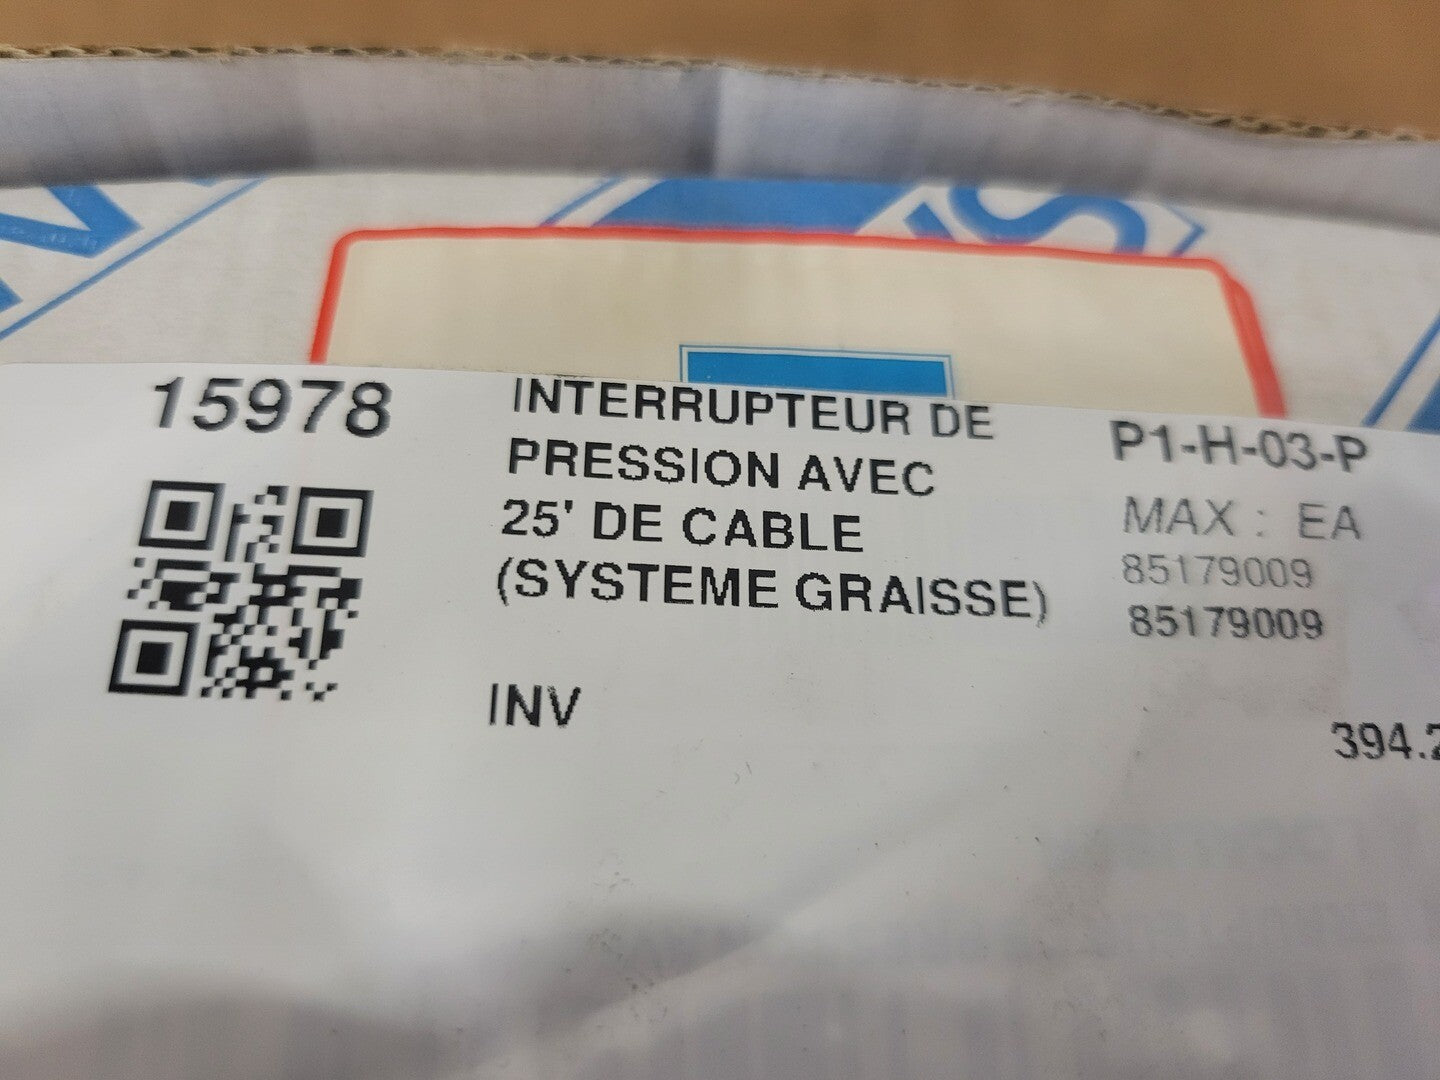 15978
INTERRUPTEUR DE
PRESSION AVEC
25' DE CABLE
(SYSTEME GRAISSE)
INV
P1-H-03-P
MAX : EA
85179009
85179009
394.2